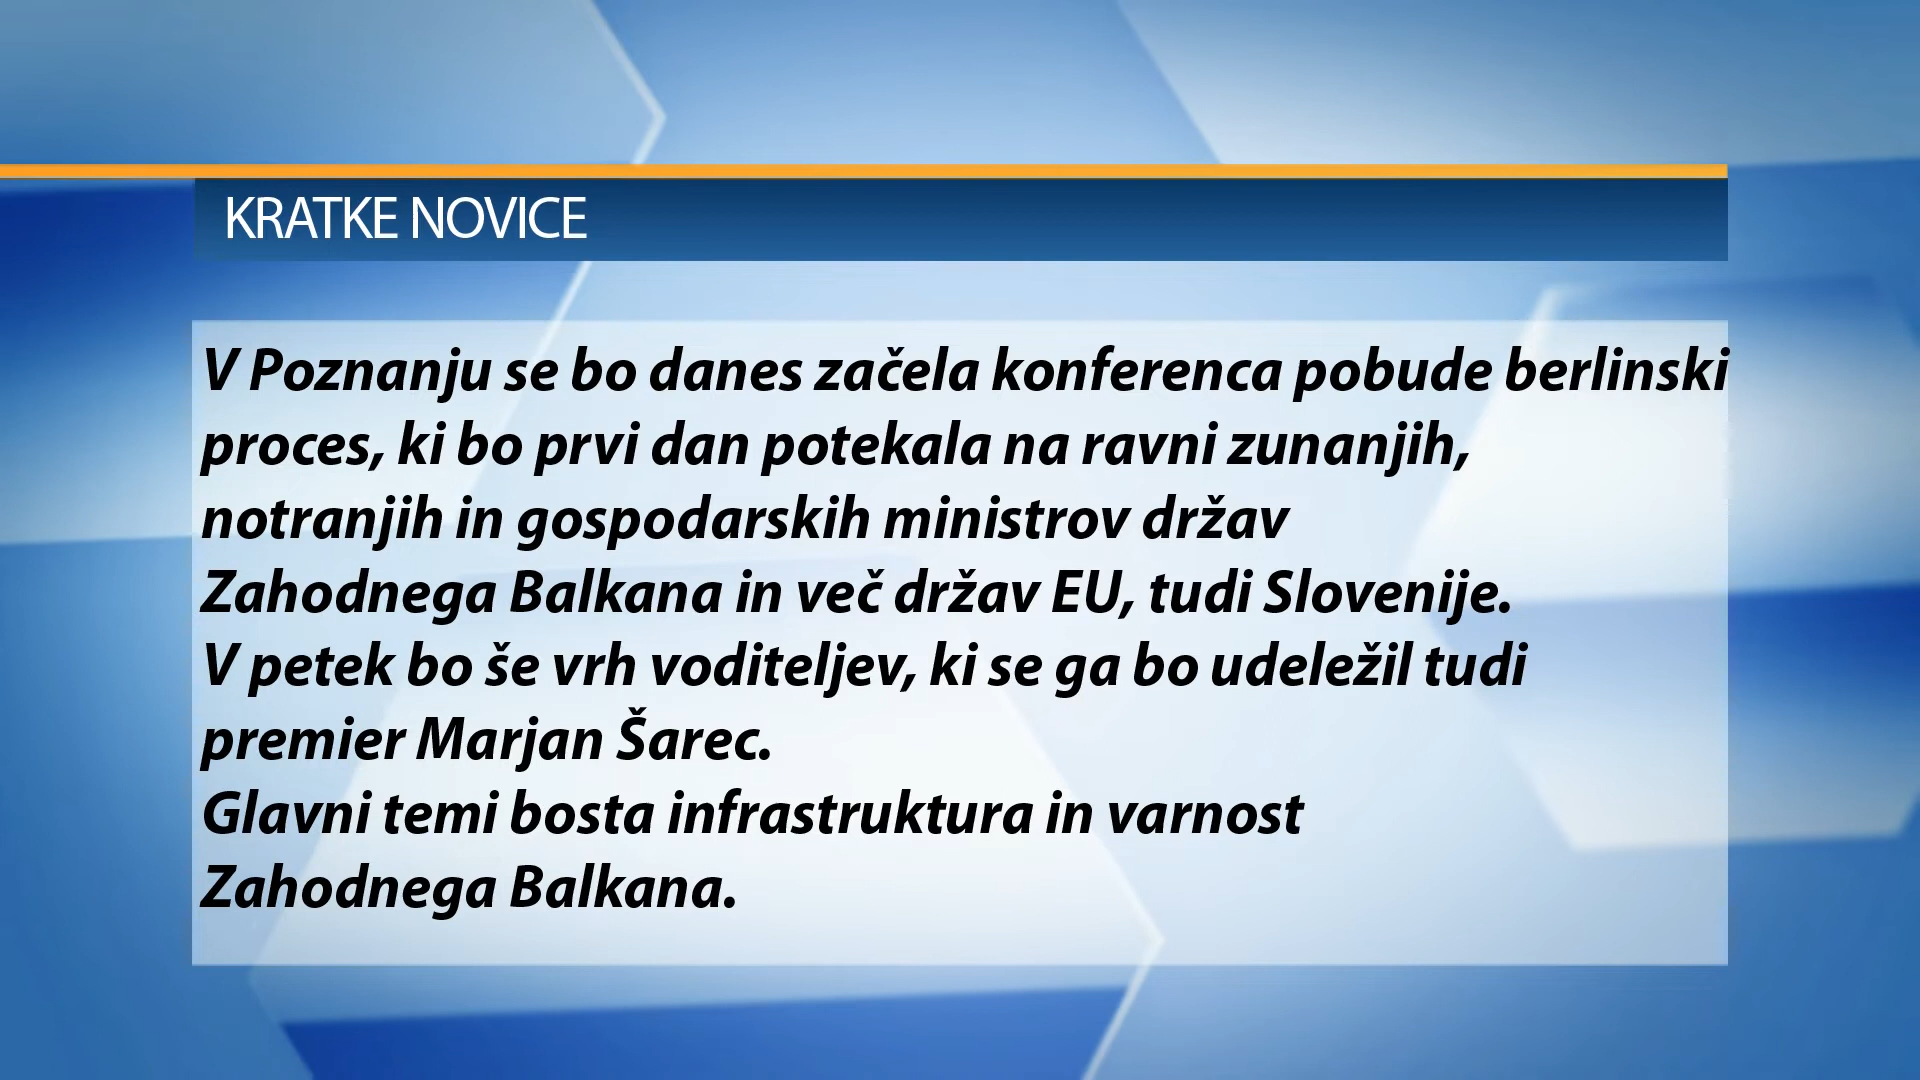 KRATKE NOVICE
V Poznanju se bo danes začela konferenca pobude berlinski
proces, ki bo prvi dan potekala na ravni zunanjih,
notranjih in gospodarskih ministrov držav
Zahodnega Balkana in več držav EU, tudi Slovenije.
V petek bo še vrh voditeljev, ki se ga bo udeležil tudi
premier Marjan Šarec.
Glavni temi bosta infrastruktura in varnost
Zahodnega Balkana.